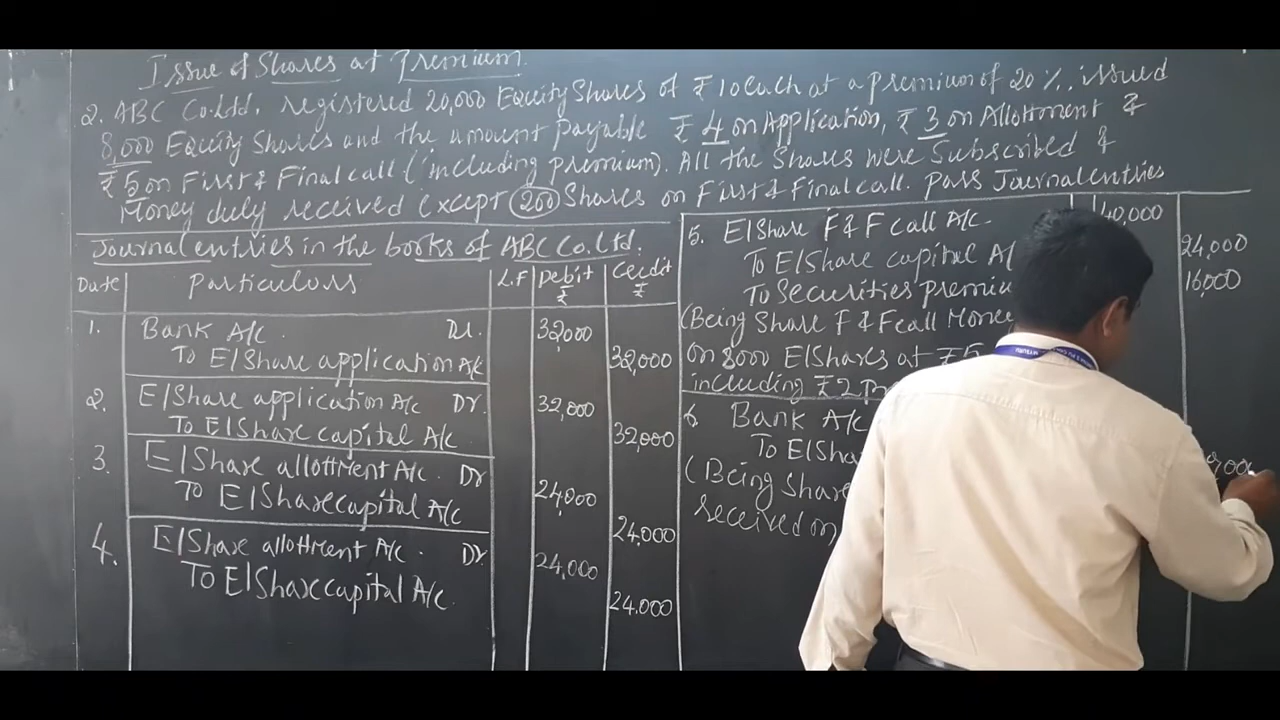 Issue of Shares at Premium.
2. ABC Co. Ltd. registered 20,000 Equity Shares of ₹ 10 each at a premium of 20 %. issued
8,000 Equity Shares and the amount payable ₹ 4 on Application, ₹ 3 on Allottment &
₹ 5 on First & Final call (including premium). All the Shares were Subscribed &
Money duly received except 200 Shares on First & Final call. Pass Journal entries
Journal entries in the books of ABC Co. Ltd.
Date Particulars L.F Debit ₹ Credit ₹
1. Bank A/c. Dr. 32,000
To E/Share application A/c 32,000
2. E/Share application A/c Dr. 32,000
To E/Share capital A/c. 32,000
3. E/Share allottment A/c. Dr 24,000
To E/Share capital A/c 24,000
4. E/Share allottment A/c. Dr 24,000
To E/Share capital A/c. 24.000
5. E/Share F & F call A/c. 40,000
To E/Share capital A/ 24,000
To Securities premiu 16,000
(Being Share F & F call Mone
on 8000 E/Shares at ₹ 5
including ₹ 2 P
6. Bank A/c
To E/Sha
(Being Share
received on